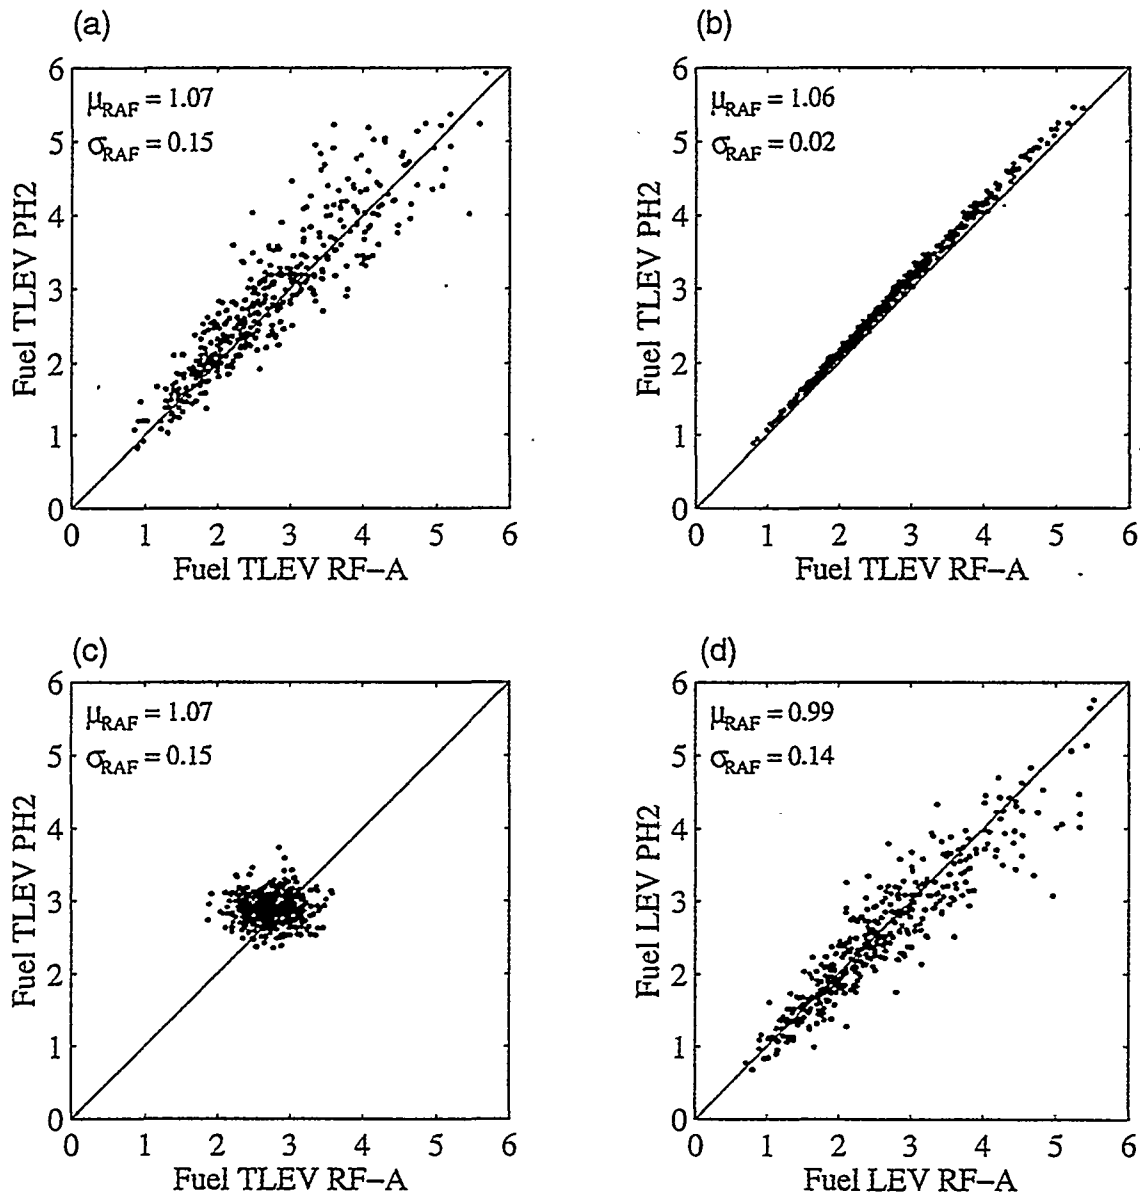 (a)
μRAF = 1.07
σRAF = 0.15
Fuel TLEV PH2
6
5
4
3
2
1
0
0 1 2 3 4 5 6
Fuel TLEV RF–A
(b)
μRAF = 1.06
σRAF = 0.02
Fuel TLEV PH2
6
5
4
3
2
1
0
0 1 2 3 4 5 6
Fuel TLEV RF–A
(c)
μRAF = 1.07
σRAF = 0.15
Fuel TLEV PH2
6
5
4
3
2
1
0
0 1 2 3 4 5 6
Fuel TLEV RF–A
(d)
μRAF = 0.99
σRAF = 0.14
Fuel LEV PH2
6
5
4
3
2
1
0
0 1 2 3 4 5 6
Fuel LEV RF–A